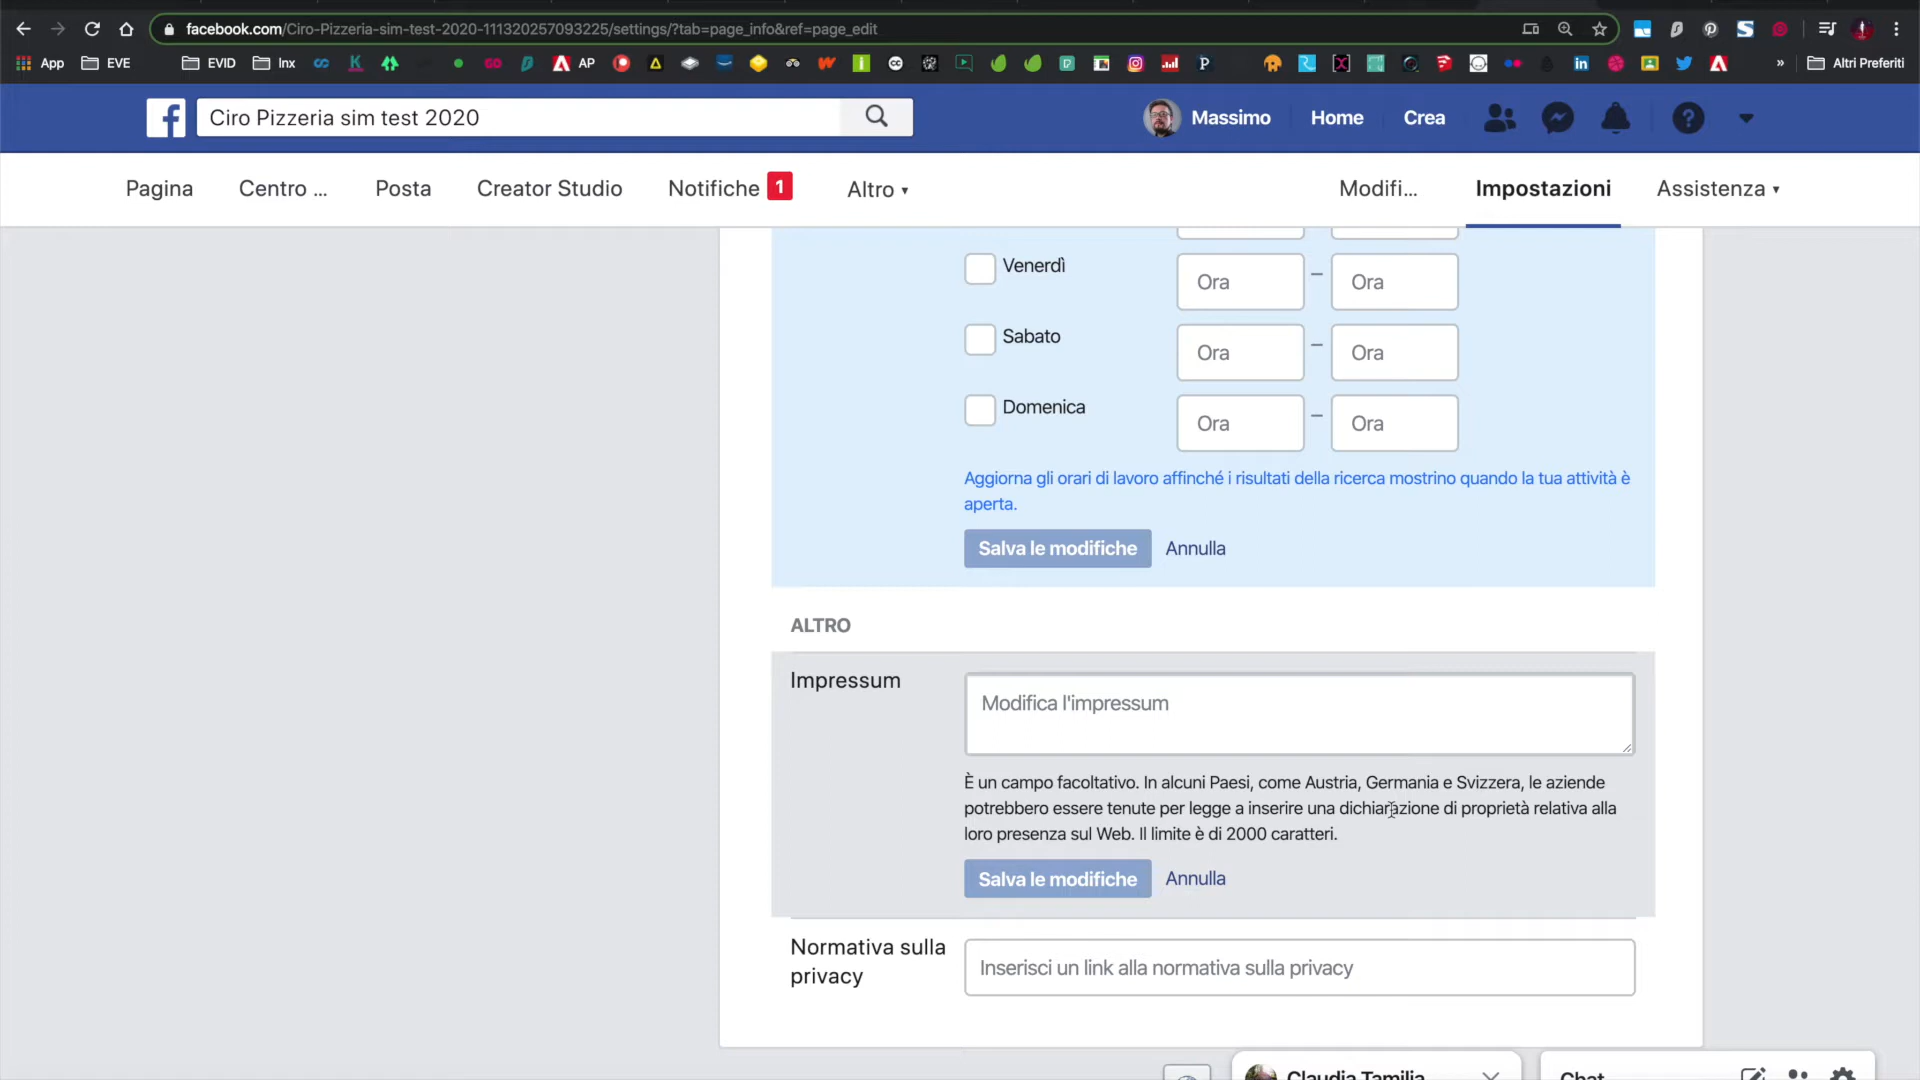 facebook.com/Ciro-Pizzeria-sim-test-2020-111320257093225/settings/?tab=page_info&ref=page_edit
App EVE EVID Inx AP Altri Preferiti
Ciro Pizzeria sim test 2020
Massimo Home Crea
Pagina Centro ... Posta Creator Studio Notifiche 1 Altro Modifi... Impostazioni Assistenza
Venerdì Ora – Ora
Sabato Ora – Ora
Domenica Ora – Ora
Aggiorna gli orari di lavoro affinché i risultati della ricerca mostrino quando la tua attività è
aperta.
Salva le modifiche Annulla
ALTRO
Impressum
Modifica l'impressum
È un campo facoltativo. In alcuni Paesi, come Austria, Germania e Svizzera, le aziende
potrebbero essere tenute per legge a inserire una dichiarazione di proprietà relativa alla
loro presenza sul Web. Il limite è di 2000 caratteri.
Salva le modifiche Annulla
Normativa sulla
privacy
Inserisci un link alla normativa sulla privacy
Claudia Tamilia Chat